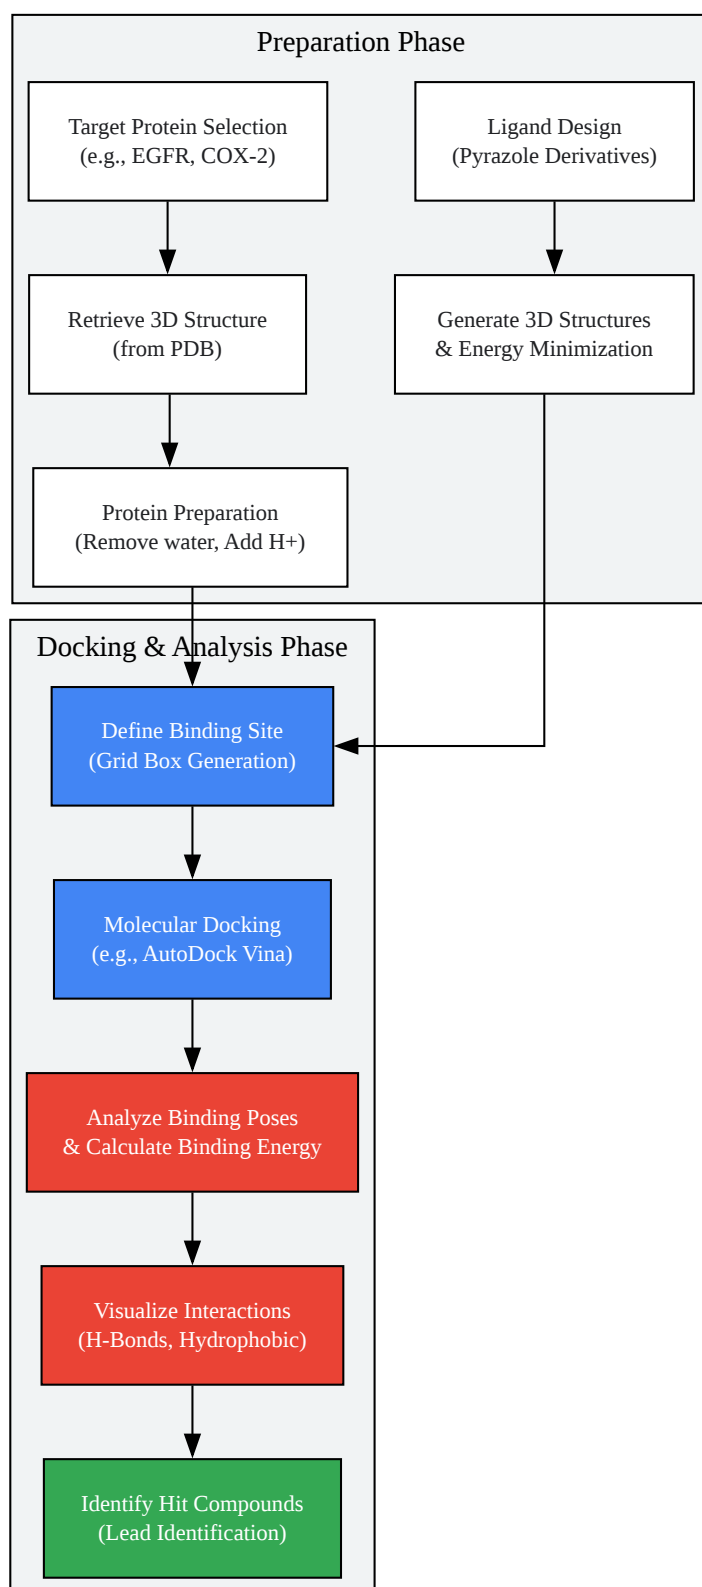 Preparation Phase
Target Protein Selection
(e.g., EGFR, COX-2)
Retrieve 3D Structure
(from PDB)
Protein Preparation
(Remove water, Add H+)
Ligand Design
(Pyrazole Derivatives)
Generate 3D Structures
& Energy Minimization
Docking & Analysis Phase
Define Binding Site
(Grid Box Generation)
Molecular Docking
(e.g., AutoDock Vina)
Analyze Binding Poses
& Calculate Binding Energy
Visualize Interactions
(H-Bonds, Hydrophobic)
Identify Hit Compounds
(Lead Identification)